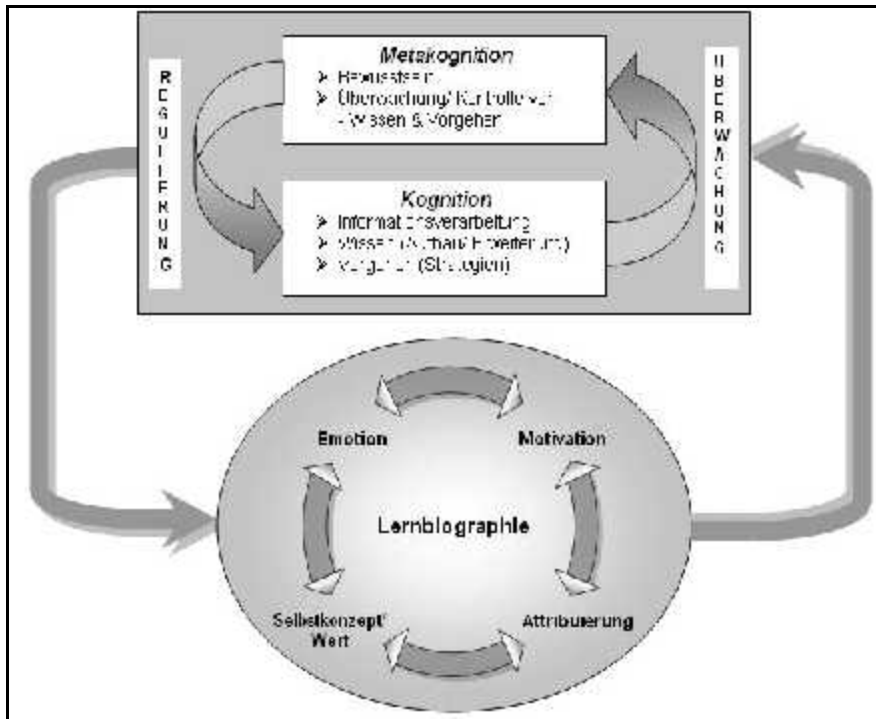 Metakognition
Bewusstsein
Überwachung/ Kontrolle von
- Wissen & Vorgehen
REGULIERUNG
ÜBERWACHUNG
Kognition
Informationsverarbeitung
Wissen (Aufbau/ Erweiterung)
Vorgehen (Strategien)
Emotion
Motivation
Lernbiographie
Selbstkonzept/
Wert
Attribuierung